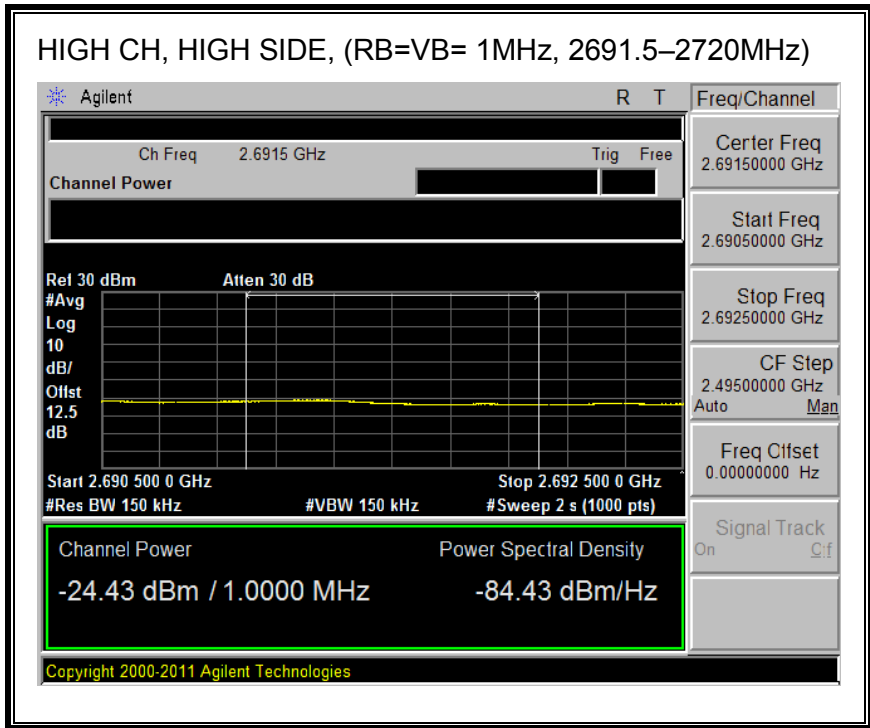 HIGH CH, HIGH SIDE, (RB=VB= 1MHz, 2691.5–2720MHz)
Agilent R T
Freq/Channel
Ch Freq 2.6915 GHz Trig Free
Channel Power
Center Freq
2.69150000 GHz
Start Freq
2.69050000 GHz
Ref 30 dBm Atten 30 dB
#Avg
Log
10
dB/
Offst
12.5
dB
Stop Freq
2.69250000 GHz
CF Step
2.49500000 GHz
Auto Man
Freq Offset
0.00000000 Hz
Start 2.690 500 0 GHz Stop 2.692 500 0 GHz
#Res BW 150 kHz #VBW 150 kHz #Sweep 2 s (1000 pts)
Signal Track
On Off
Channel Power Power Spectral Density
-24.43 dBm / 1.0000 MHz -84.43 dBm/Hz
Copyright 2000-2011 Agilent Technologies